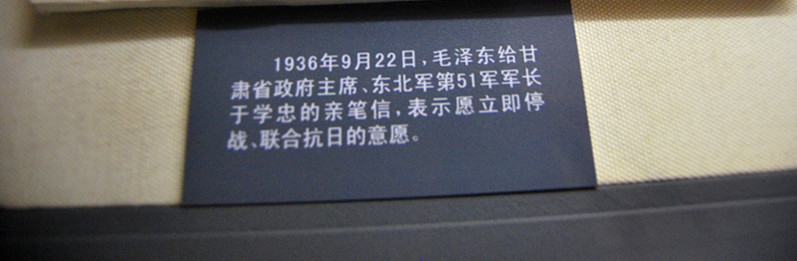 1936年9月22日，毛泽东给甘
肃省政府主席、东北军第51军军长
于学忠的亲笔信，表示愿立即停
战、联合抗日的意愿。